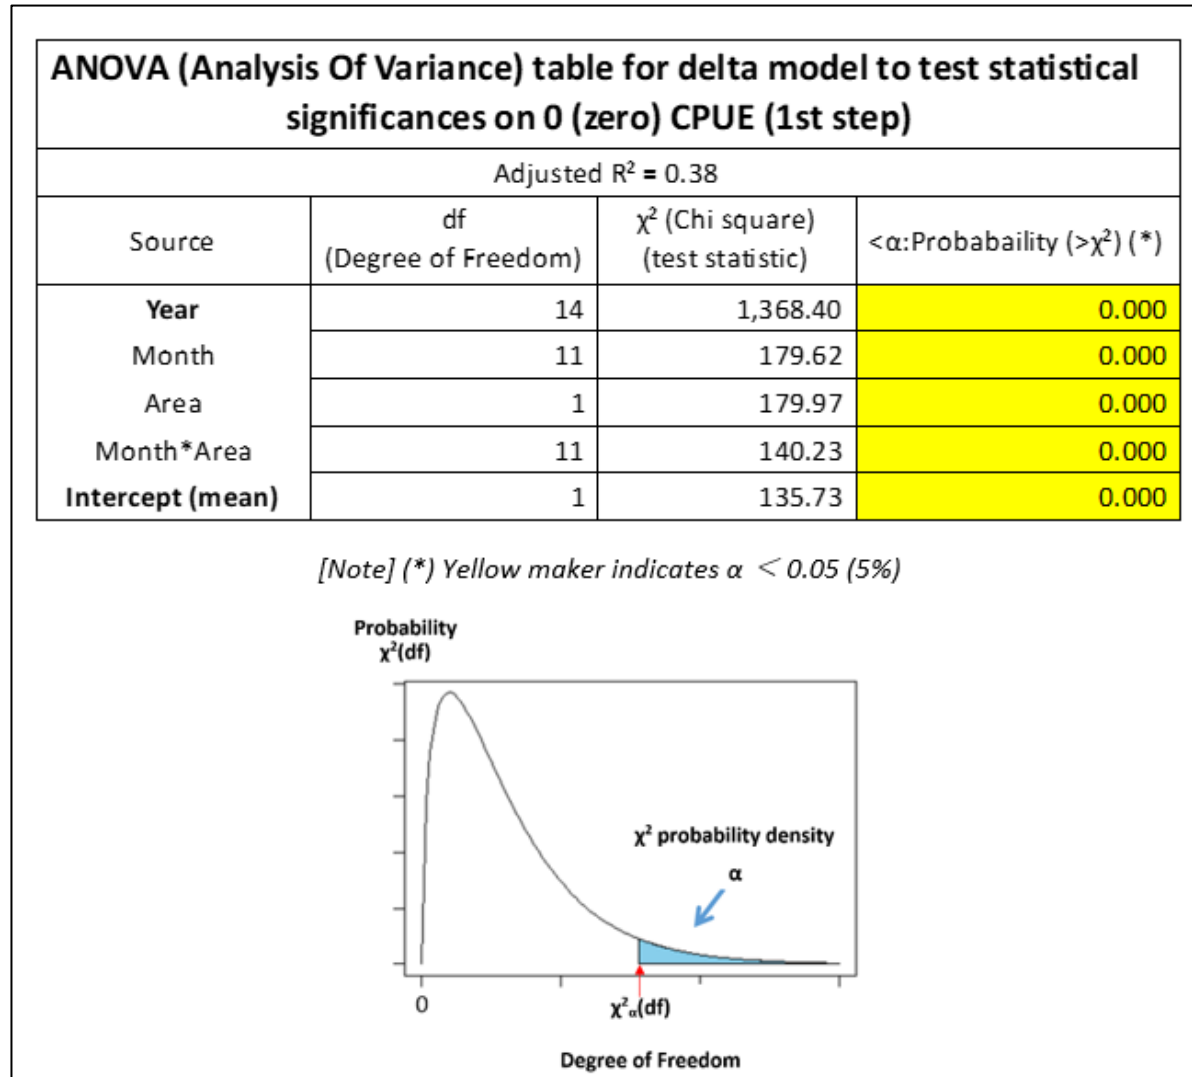 ANOVA (Analysis Of Variance) table for delta model to test statistical
significances on 0 (zero) CPUE (1st step)
Adjusted R² = 0.38
Source
df
(Degree of Freedom)
χ² (Chi square)
(test statistic)
<α:Probabaility (>χ²) (*)
Year 14 1,368.40 0.000
Month 11 179.62 0.000
Area 1 179.97 0.000
Month*Area 11 140.23 0.000
Intercept (mean) 1 135.73 0.000
[Note] (*) Yellow maker indicates α < 0.05 (5%)
Probability
χ²(df)
χ² probability density
α
0
χ²α(df)
Degree of Freedom